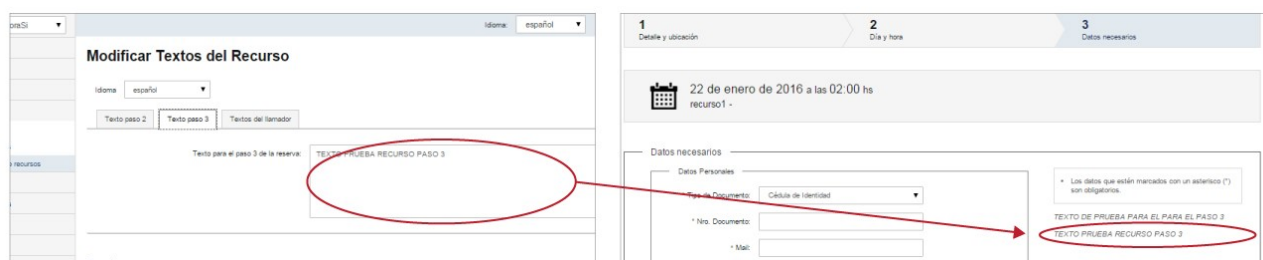 oraSi
Idioma: español
Modificar Textos del Recurso
Idioma español
Texto paso 2 Texto paso 3 Textos del llamador
Texto para el paso 3 de la reserva: TEXTO PRUEBA RECURSO PASO 3
recursos
1
Detalle y ubicación
2
Día y hora
3
Datos necesarios
22 de enero de 2016 a las 02:00 hs
recurso1 -
Datos necesarios
Datos Personales
* Tipo de Documento: Cédula de Identidad
* Nro. Documento:
* Mail:
Los datos que estén marcados con un asterisco (*)
son obligatorios.
TEXTO DE PRUEBA PARA EL PARA EL PASO 3
TEXTO PRUEBA RECURSO PASO 3